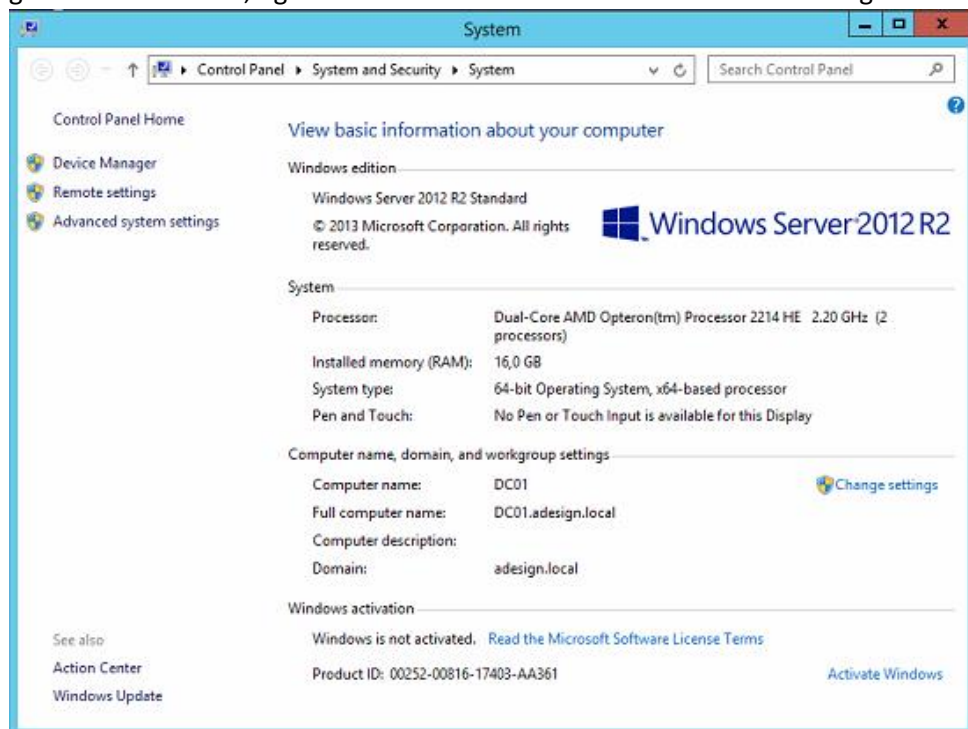 System
Control Panel ▸ System and Security ▸ System
Search Control Panel
Control Panel Home
Device Manager
Remote settings
Advanced system settings
View basic information about your computer
Windows edition
Windows Server 2012 R2 Standard
© 2013 Microsoft Corporation. All rights
reserved.
Windows Server 2012 R2
System
Processor: Dual-Core AMD Opteron(tm) Processor 2214 HE 2.20 GHz (2
processors)
Installed memory (RAM): 16,0 GB
System type: 64-bit Operating System, x64-based processor
Pen and Touch: No Pen or Touch Input is available for this Display
Computer name, domain, and workgroup settings
Computer name: DC01
Change settings
Full computer name: DC01.adesign.local
Computer description:
Domain: adesign.local
Windows activation
Windows is not activated. Read the Microsoft Software License Terms
Product ID: 00252-00816-17403-AA361
Activate Windows
See also
Action Center
Windows Update